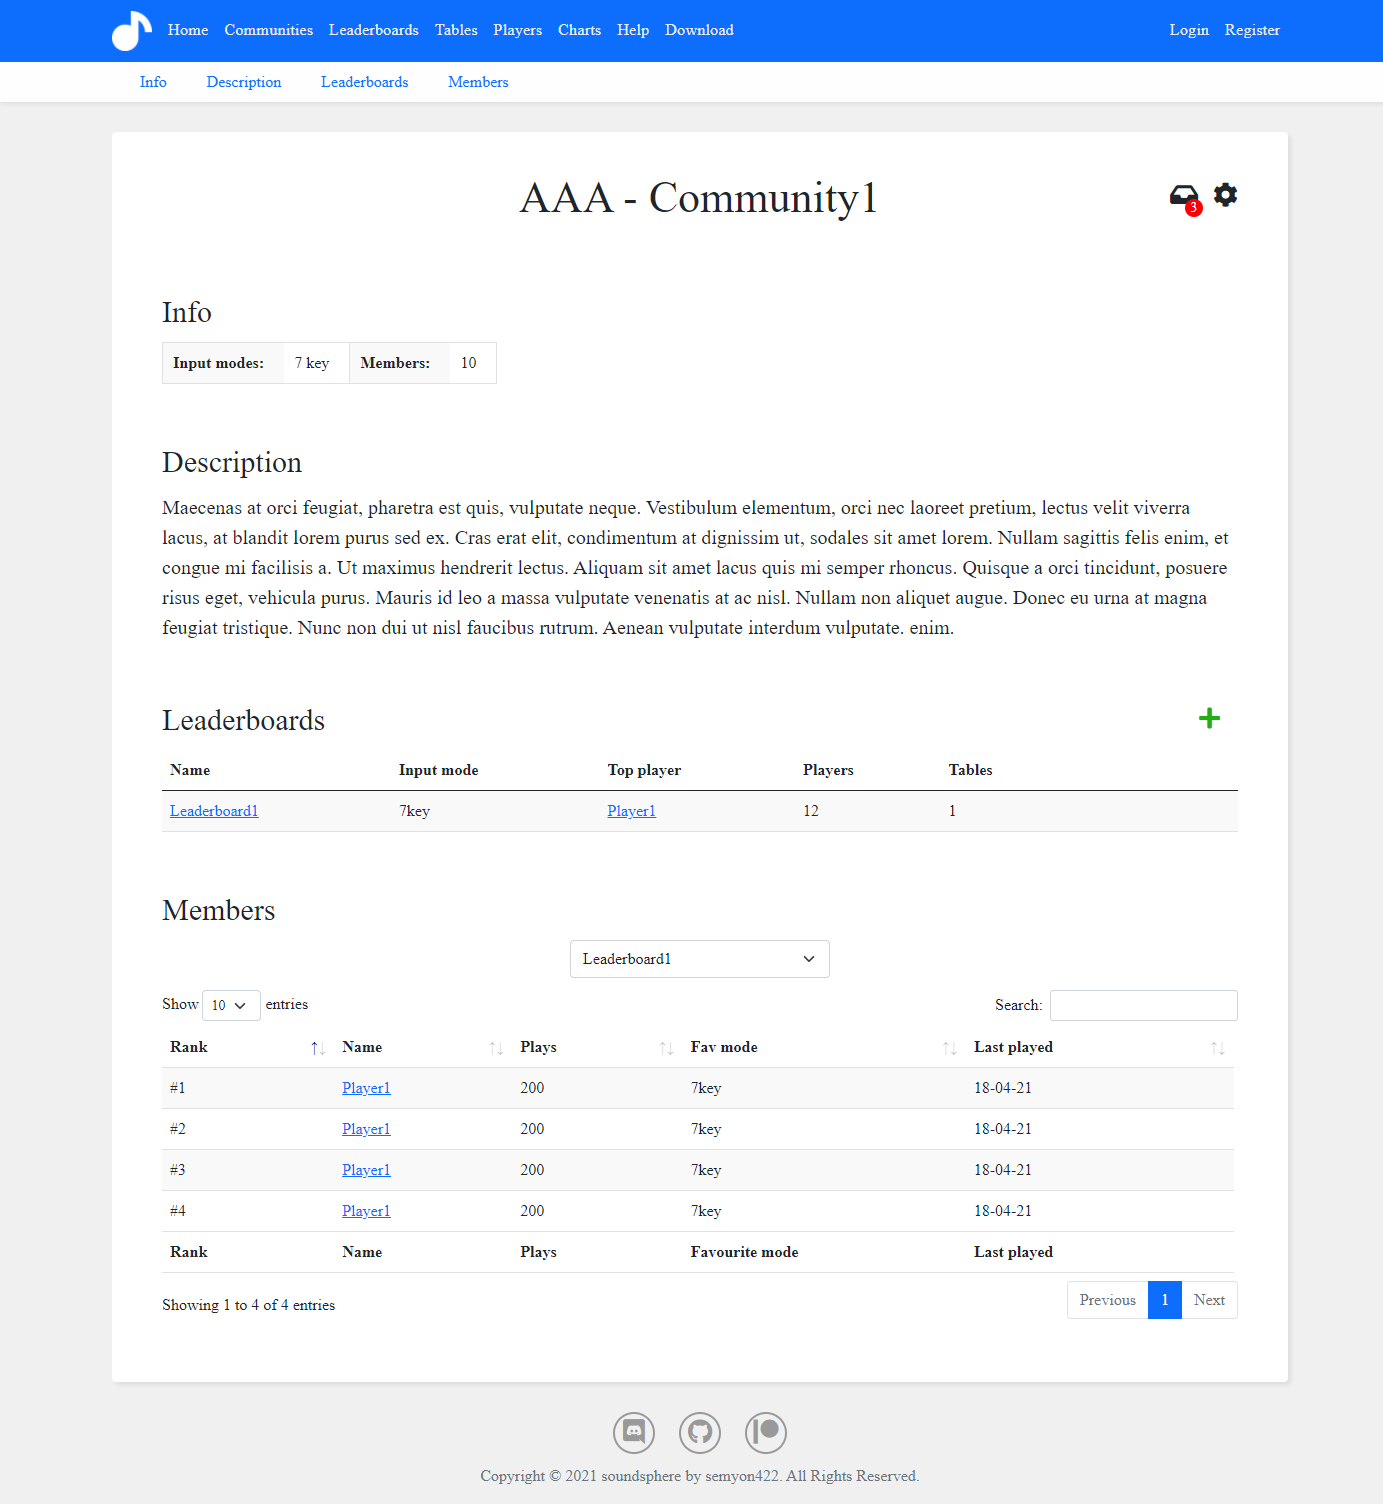 Home Communities Leaderboards Tables Players Charts Help Download Login Register
Info Description Leaderboards Members
AAA - Community1
3
Info
Input modes: 7 key Members: 10
Description
Maecenas at orci feugiat, pharetra est quis, vulputate neque. Vestibulum elementum, orci nec laoreet pretium, lectus velit viverra
lacus, at blandit lorem purus sed ex. Cras erat elit, condimentum at dignissim ut, sodales sit amet lorem. Nullam sagittis felis enim, et
congue mi facilisis a. Ut maximus hendrerit lectus. Aliquam sit amet lacus quis mi semper rhoncus. Quisque a orci tincidunt, posuere
risus eget, vehicula purus. Mauris id leo a massa vulputate venenatis at ac nisl. Nullam non aliquet augue. Donec eu urna at magna
feugiat tristique. Nunc non dui ut nisl faucibus rutrum. Aenean vulputate interdum vulputate. enim.
Leaderboards
Name Input mode Top player Players Tables
Leaderboard1 7key Player1 12 1
Members
Leaderboard1
Show 10 entries Search:
Rank Name Plays Fav mode Last played
#1 Player1 200 7key 18-04-21
#2 Player1 200 7key 18-04-21
#3 Player1 200 7key 18-04-21
#4 Player1 200 7key 18-04-21
Rank Name Plays Favourite mode Last played
Showing 1 to 4 of 4 entries Previous 1 Next
Copyright © 2021 soundsphere by semyon422. All Rights Reserved.